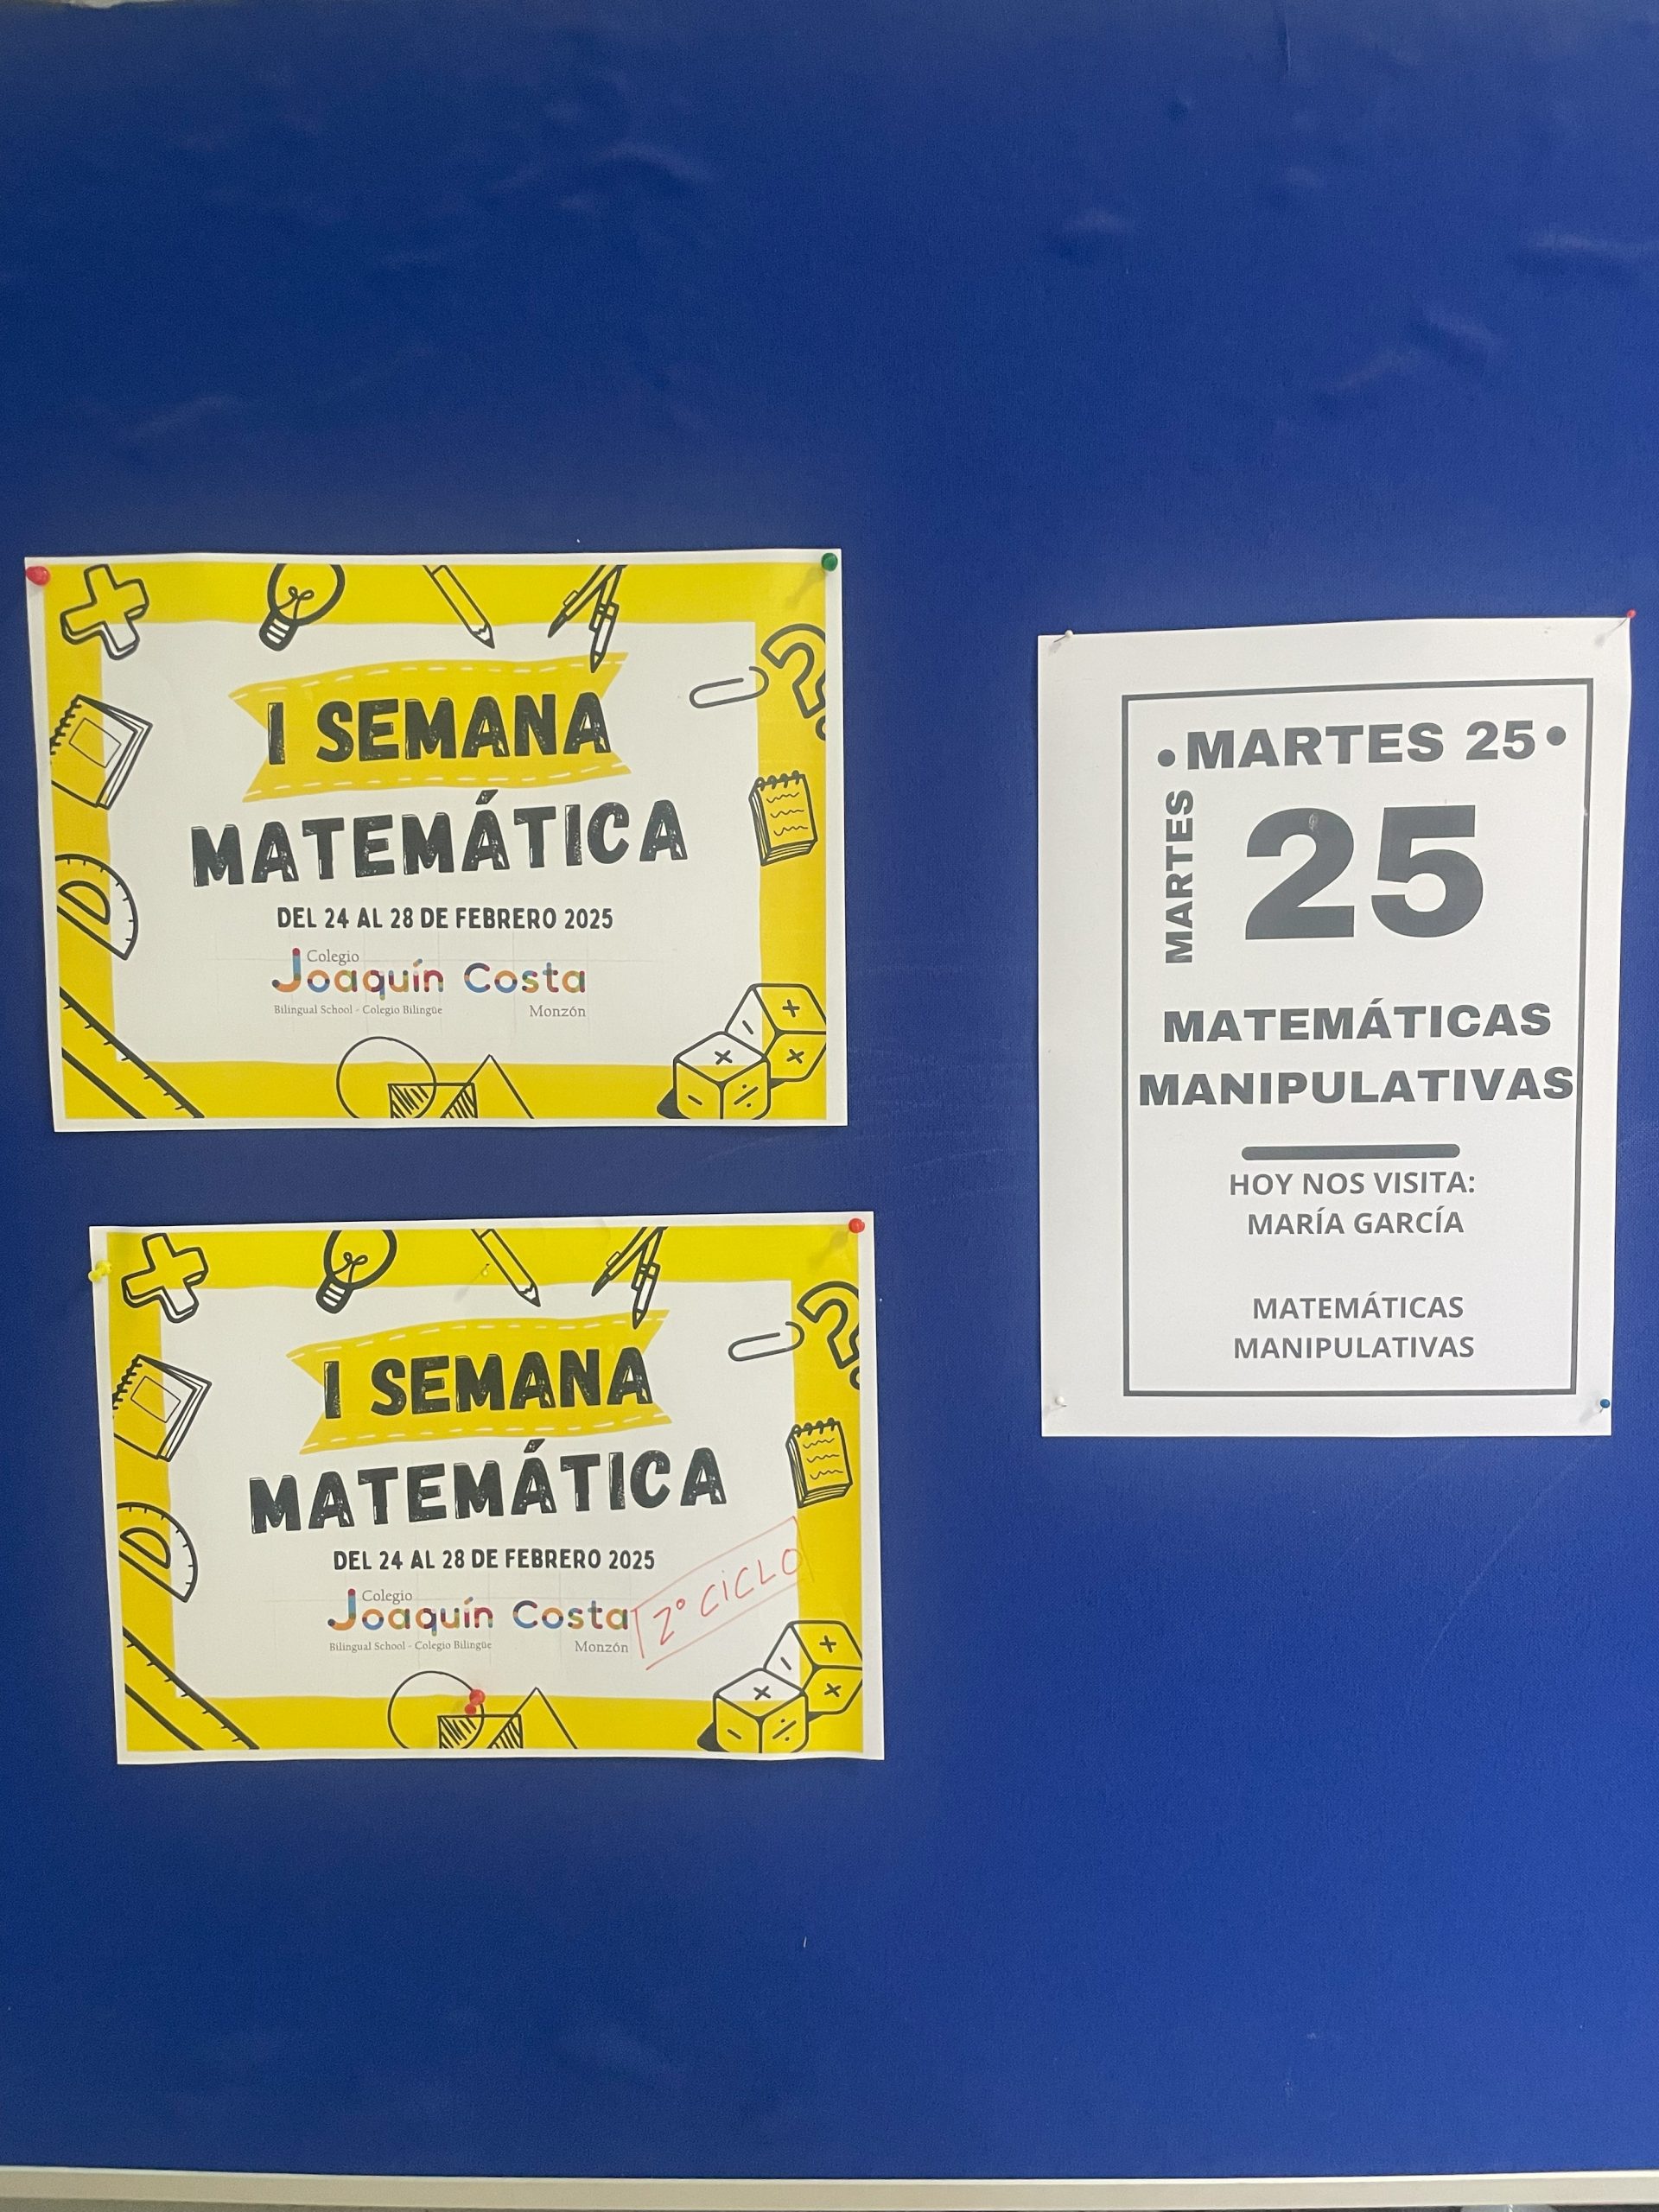 I SEMANA
MATEMÁTICA
DEL 24 AL 28 DE FEBRERO 2025
Colegio
Joaquín Costa
Bilingual School - Colegio Bilingüe Monzón
I SEMANA
MATEMÁTICA
DEL 24 AL 28 DE FEBRERO 2025
Colegio
Joaquín Costa
Bilingual School - Colegio Bilingüe Monzón
2º CICLO
• MARTES 25 •
MARTES
25
MATEMÁTICAS
MANIPULATIVAS
HOY NOS VISITA:
MARÍA GARCÍA
MATEMÁTICAS
MANIPULATIVAS